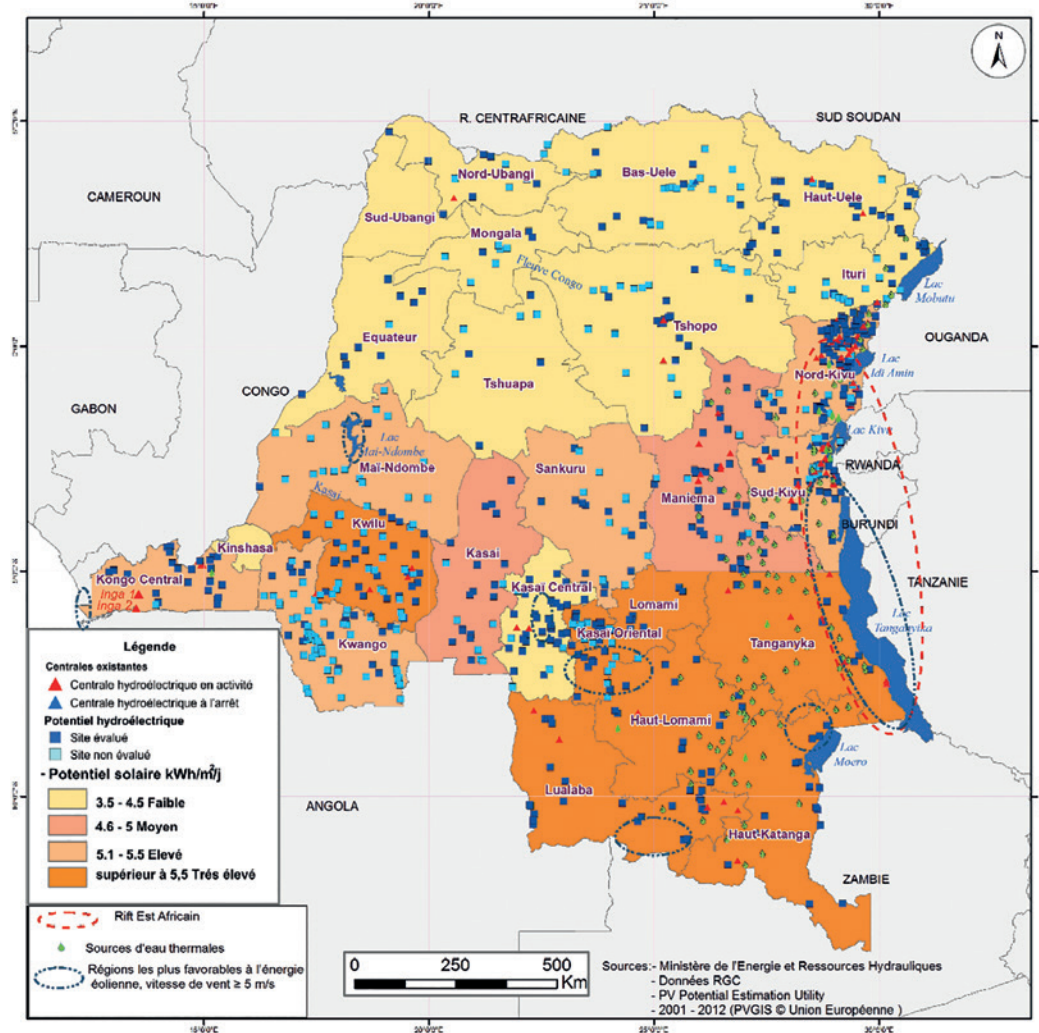 N
R. CENTRAFRICAINE
SUD SOUDAN
CAMEROUN
Nord-Ubangi
Bas-Uele
Haut-Uele
Sud-Ubangi
Mongala
Fleuve Congo
Ituri
Lac
Mobutu
Equateur
Tshopo
OUGANDA
Tshuapa
Nord-Kivu
Lac
Idi Amin
CONGO
GABON
Lac
Maï-Ndombe
Maï-Ndombe
Sankuru
Lac Kivu
RWANDA
Maniema
Sud-Kivu
Kasaï
Kwilu
BURUNDI
Kinshasa
Kasai
Kongo Central
Inga 1
Inga 2
Kasaï Central
Lomami
TANZANIE
Kasaï Oriental
Lac
Tanganyika
Kwango
Tanganyka
Haut-Lomami
Lac
Moero
Lualaba
ANGOLA
Haut-Katanga
ZAMBIE
Légende
Centrales existantes
Centrale hydroélectrique en activité
Centrale hydroélectrique à l'arrêt
Potentiel hydroélectrique
Site évalué
Site non évalué
- Potentiel solaire kWh/m²/j
3.5 - 4.5 Faible
4.6 - 5 Moyen
5.1 - 5.5 Elevé
supérieur à 5,5 Trés élevé
Rift Est Africain
Sources d'eau thermales
Régions les plus favorables à l'énergie
éolienne, vitesse de vent ≥ 5 m/s
0 250 500
Km
Sources:- Ministère de l'Energie et Ressources Hydrauliques
- Données RGC
- PV Potential Estimation Utility
- 2001 - 2012 (PVGIS © Union Européenne )